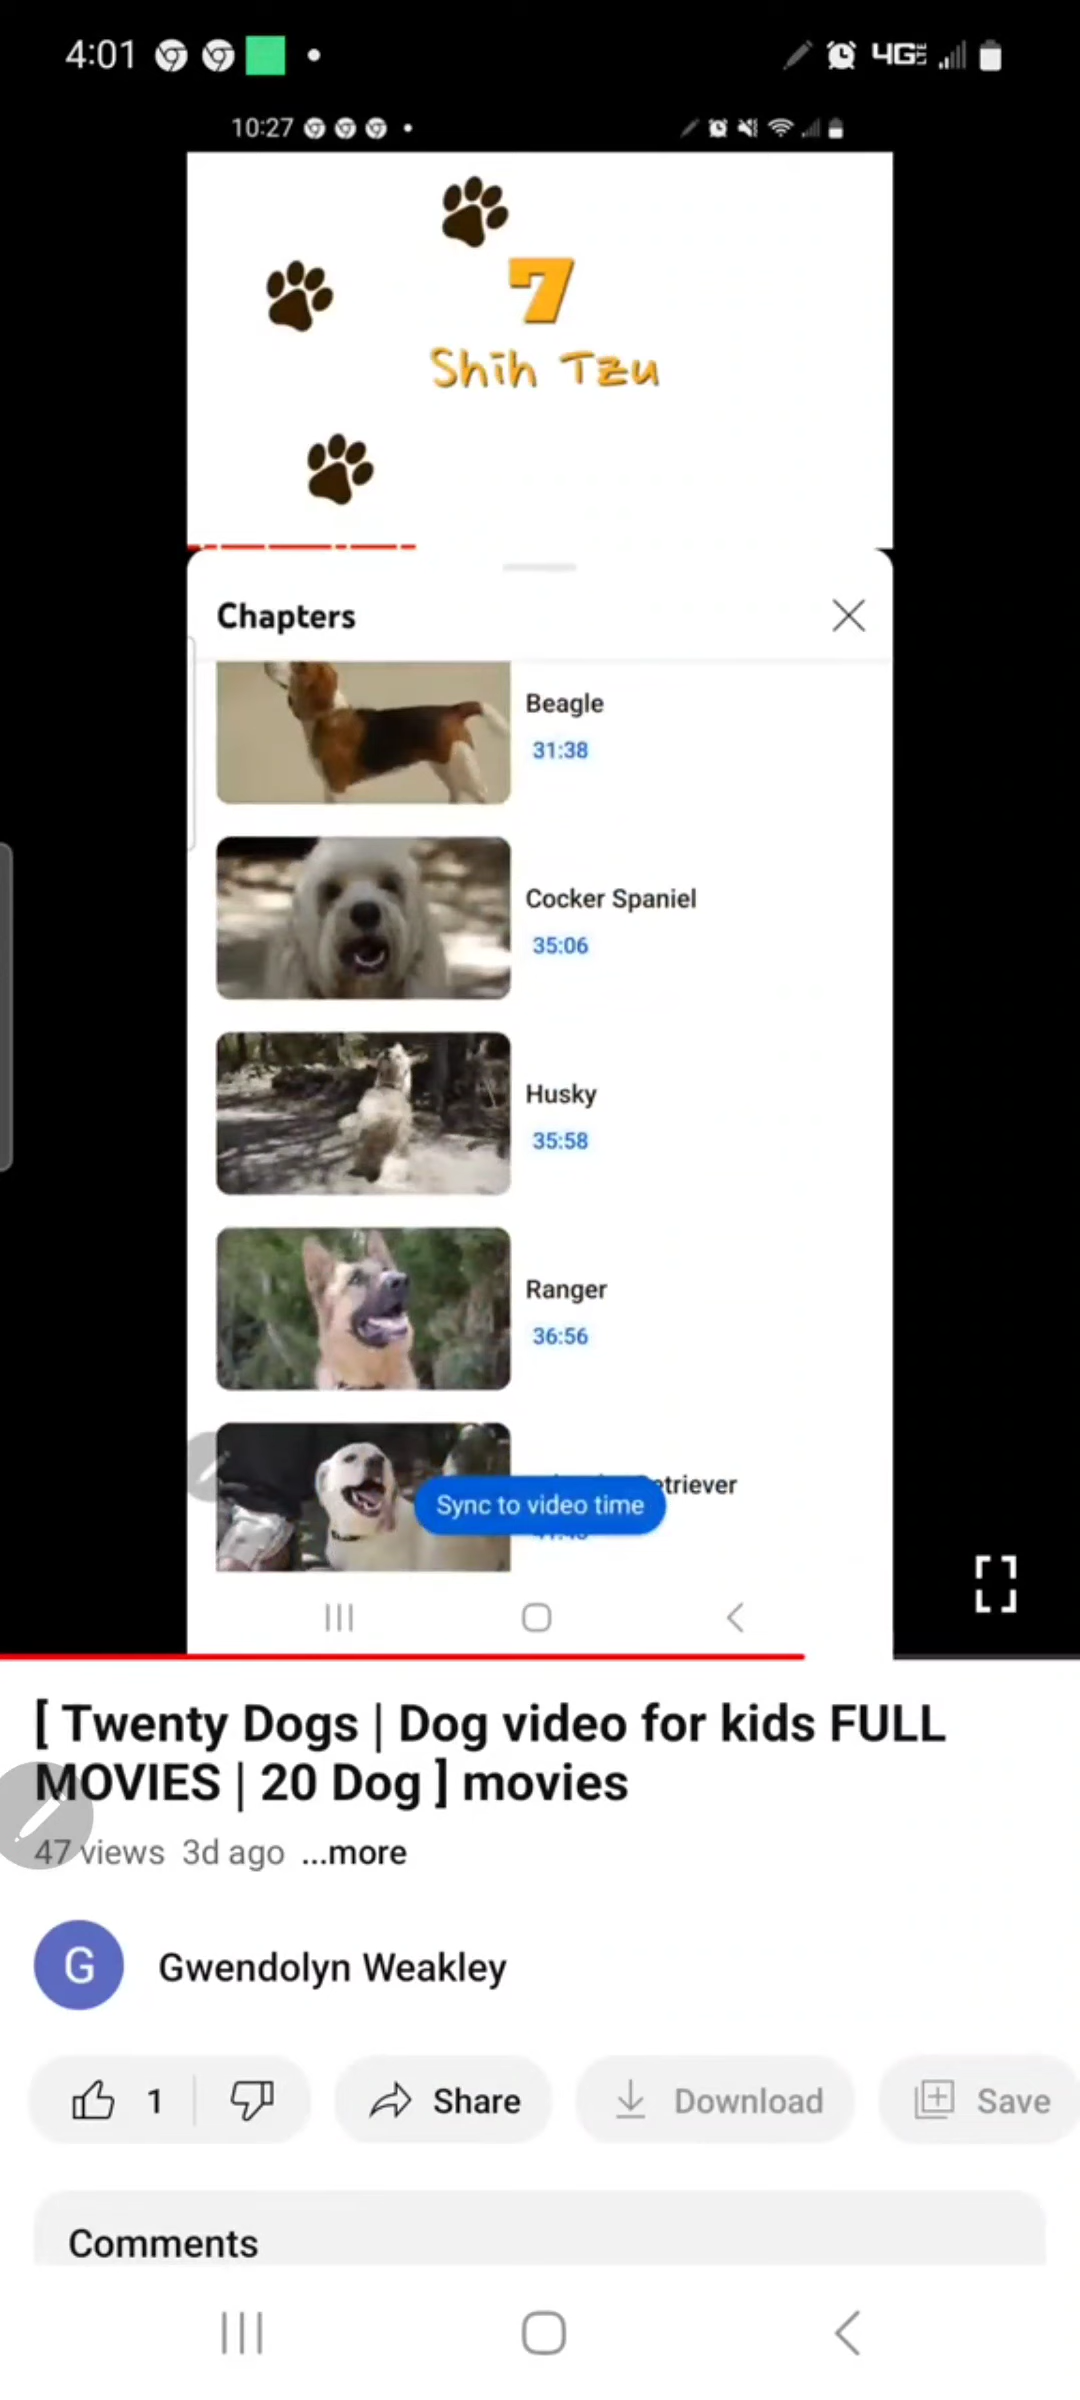 4:01
4GE LTE
10:27
7
Shih Tzu
Chapters
Beagle
31:38
Cocker Spaniel
35:06
Husky
35:58
Ranger
36:56
Sync to video time
[ Twenty Dogs | Dog video for kids FULL
MOVIES | 20 Dog ] movies
47 views 3d ago ...more
G
Gwendolyn Weakley
1
Share
Download
Save
Comments